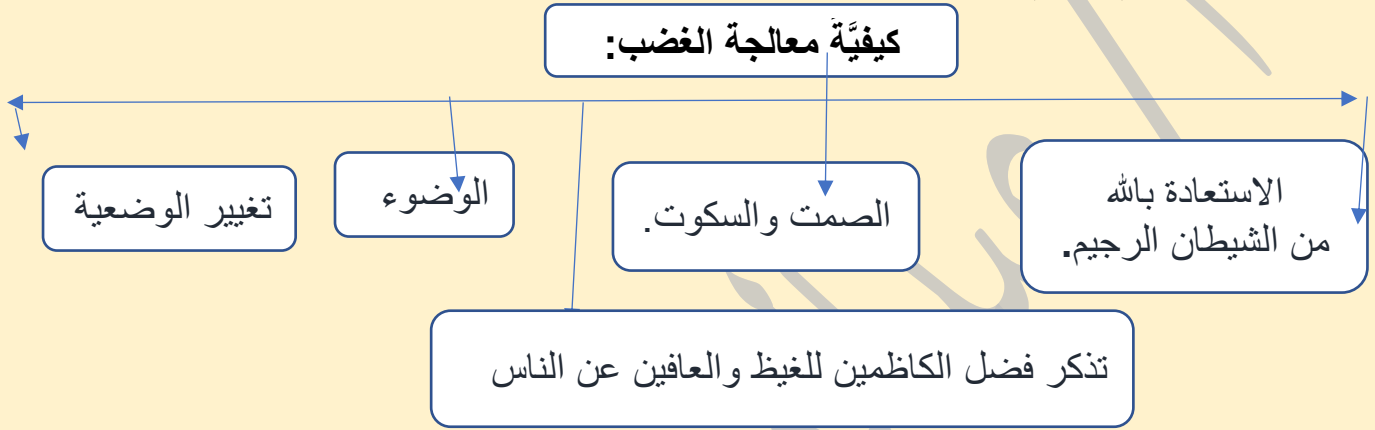 كيفيَّةَ معالجة الغضب:
الاستعادة بالله
من الشيطان الرجيم.
الصمت والسكوت.
الوضوء
تغيير الوضعية
تذكر فضل الكاظمين للغيظ والعافين عن الناس